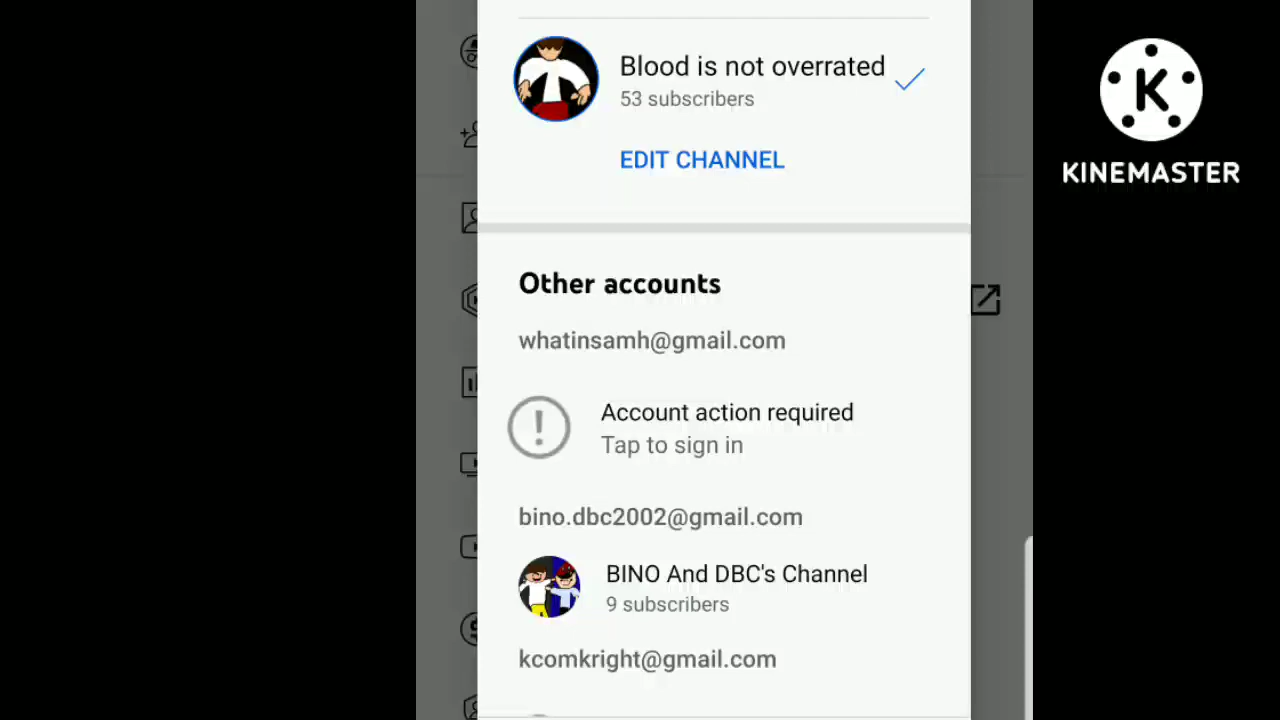 Blood is not overrated
53 subscribers
EDIT CHANNEL
K
KINEMASTER
Other accounts
whatinsamh@gmail.com
Account action required
Tap to sign in
bino.dbc2002@gmail.com
BINO And DBC's Channel
9 subscribers
kcomkright@gmail.com